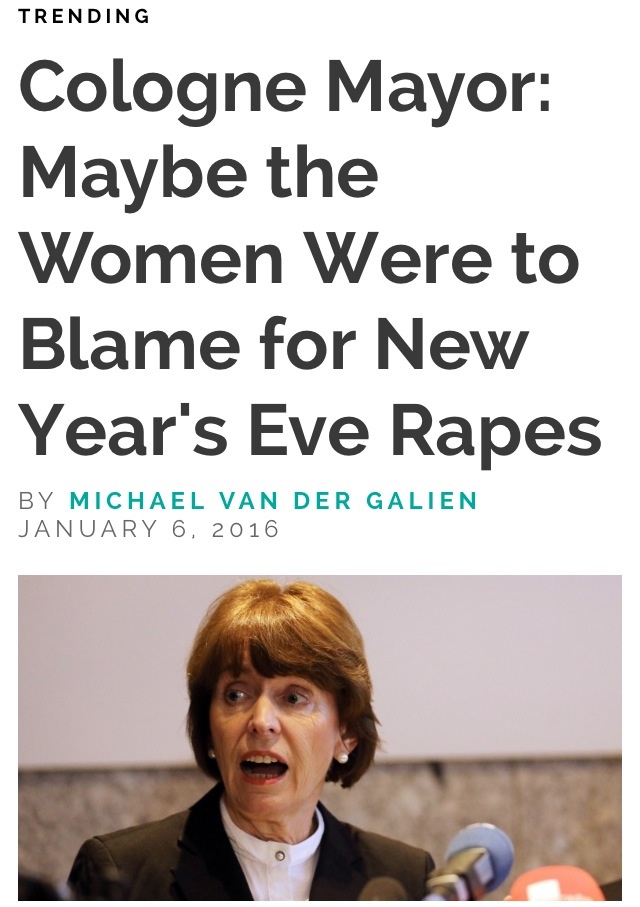 TRENDING
Cologne Mayor:
Maybe the
Women Were to
Blame for New
Year's Eve Rapes
BY MICHAEL VAN DER GALIEN
JANUARY 6, 2016